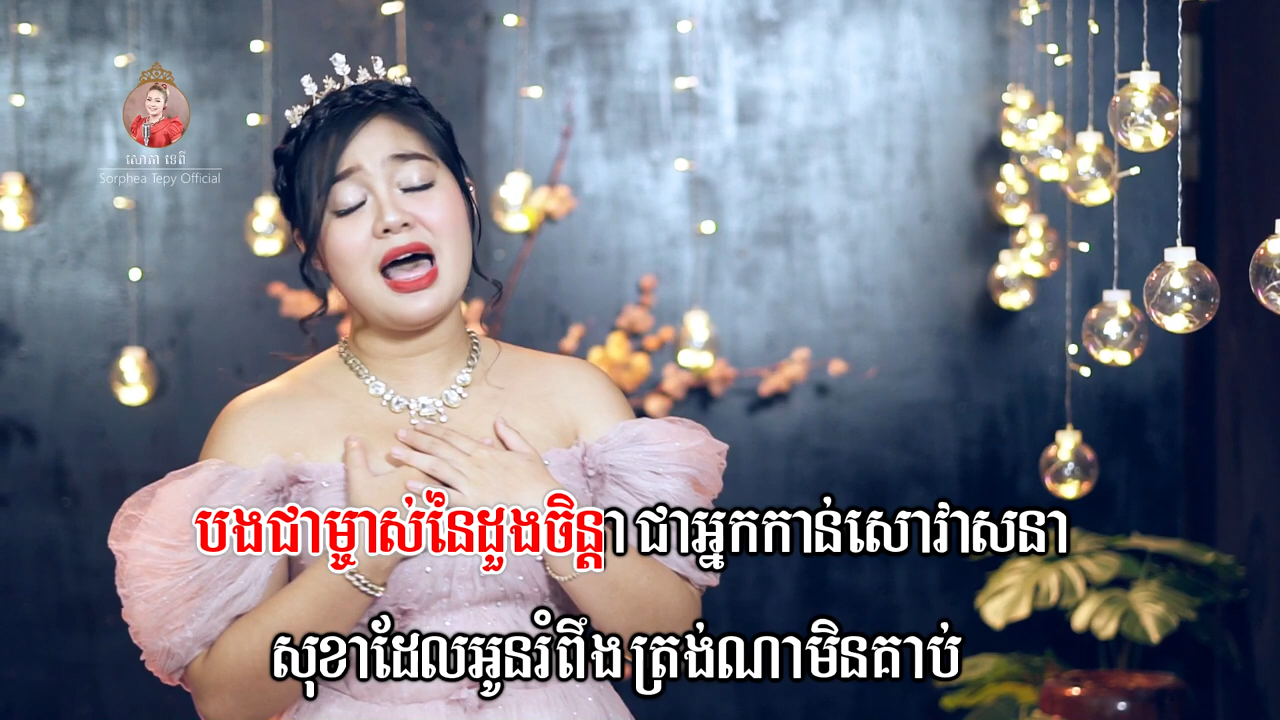 សោភា ទេពី
Sorphea Tepy Official
បងជាម្ចាស់នៃដួងចិន្តា ជាអ្នកកាន់សោវាសនា
សុខាដែលអូនរំពឹង ត្រង់ណាមិនគាប់